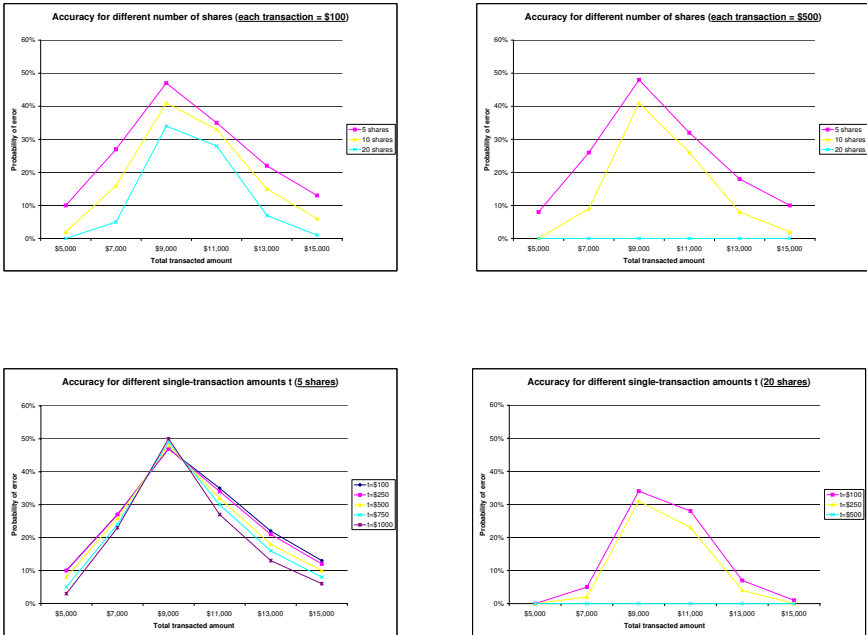 Accuracy for different number of shares (each transaction = $100)
60%
50%
40%
30%
20%
10%
0%
Probability of error
$5,000 $7,000 $9,000 $11,000 $13,000 $15,000
Total transacted amount
5 shares
10 shares
20 shares
Accuracy for different number of shares (each transaction = $500)
60%
50%
40%
30%
20%
10%
0%
Probability of error
$5,000 $7,000 $9,000 $11,000 $13,000 $15,000
Total transacted amount
5 shares
10 shares
20 shares
Accuracy for different single-transaction amounts t (5 shares)
60%
50%
40%
30%
20%
10%
0%
Probability of error
$5,000 $7,000 $9,000 $11,000 $13,000 $15,000
Total transacted amount
t=$100
t=$250
t=$500
t=$750
t=$1000
Accuracy for different single-transaction amounts t (20 shares)
60%
50%
40%
30%
20%
10%
0%
Probability of error
$5,000 $7,000 $9,000 $11,000 $13,000 $15,000
Total transacted amount
t=$100
t=$250
t=$500